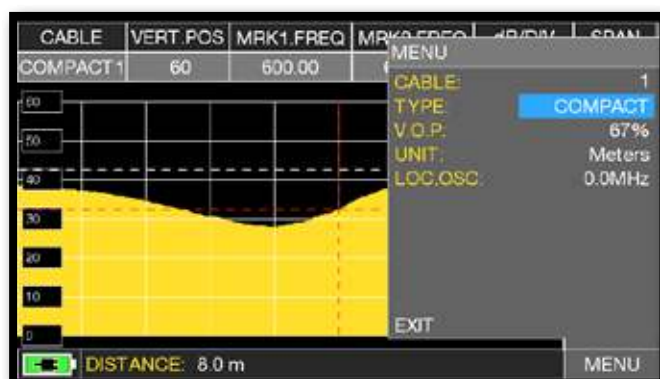 CABLE VERT.POS MRK1.FREQ
COMPACT 1 60 600.00
MENU
CABLE: 1
TYPE: COMPACT
V.O.P.: 67%
UNIT: Meters
LOC.OSC. 0.0MHz
EXIT
60
50
40
30
20
10
0
DISTANCE: 8.0 m
MENU